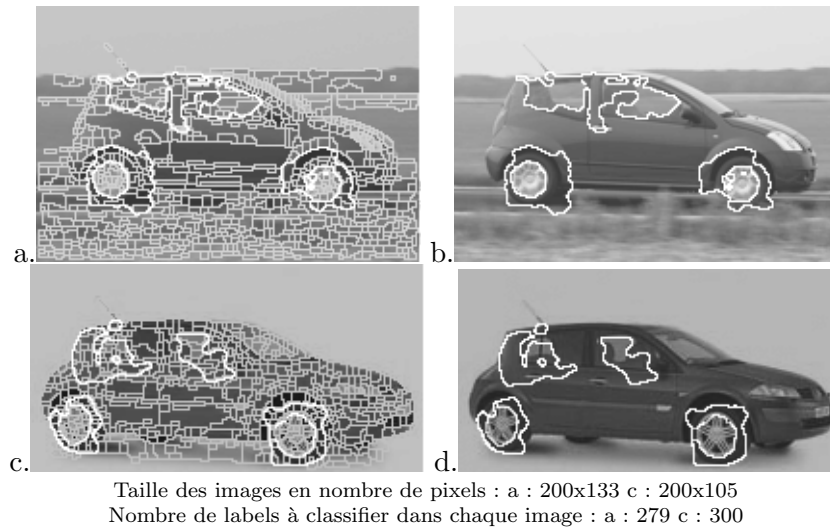 a.
b.
c.
d.
Taille des images en nombre de pixels : a : 200x133 c : 200x105
Nombre de labels à classifier dans chaque image : a : 279 c : 300